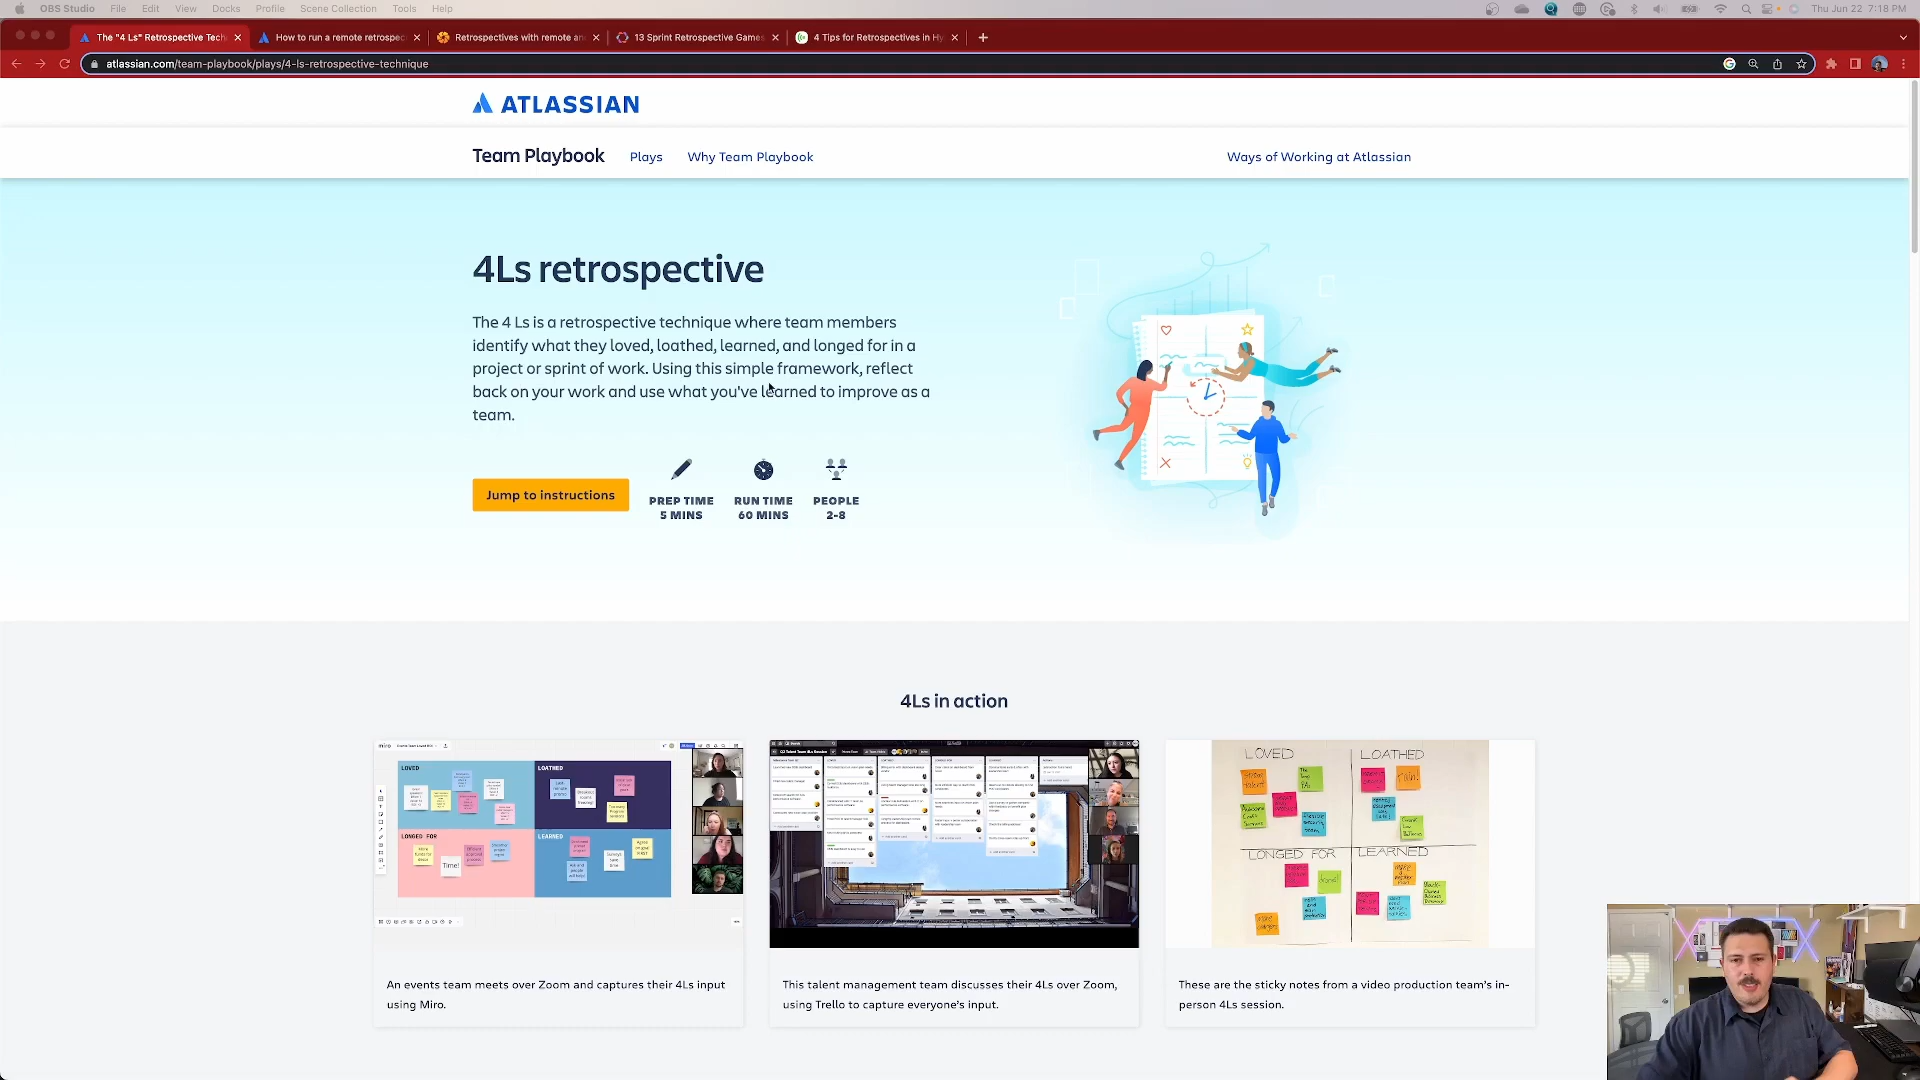 OBS Studio File Edit View Docks Profile Scene Collection Tools Help Thu Jun 22 7:18 PM
The "4 Ls" Retrospective Tech
How to run a remote retrospec
Retrospectives with remote an
13 Sprint Retrospective Games
4 Tips for Retrospectives in Hy
atlassian.com/team-playbook/plays/4-ls-retrospective-technique
ATLASSIAN
Team Playbook Plays Why Team Playbook Ways of Working at Atlassian
4Ls retrospective
The 4 Ls is a retrospective technique where team members
identify what they loved, loathed, learned, and longed for in a
project or sprint of work. Using this simple framework, reflect
back on your work and use what you've learned to improve as a
team.
Jump to instructions
PREP TIME
5 MINS
RUN TIME
60 MINS
PEOPLE
2-8
4Ls in action
miro
LOVED
LOATHED
LONGED FOR
LEARNED
Time!
An events team meets over Zoom and captures their 4Ls input
using Miro.
This talent management team discusses their 4Ls over Zoom,
using Trello to capture everyone's input.
LOVED
LOATHED
LONGED FOR
LEARNED
These are the sticky notes from a video production team's in-
person 4Ls session.